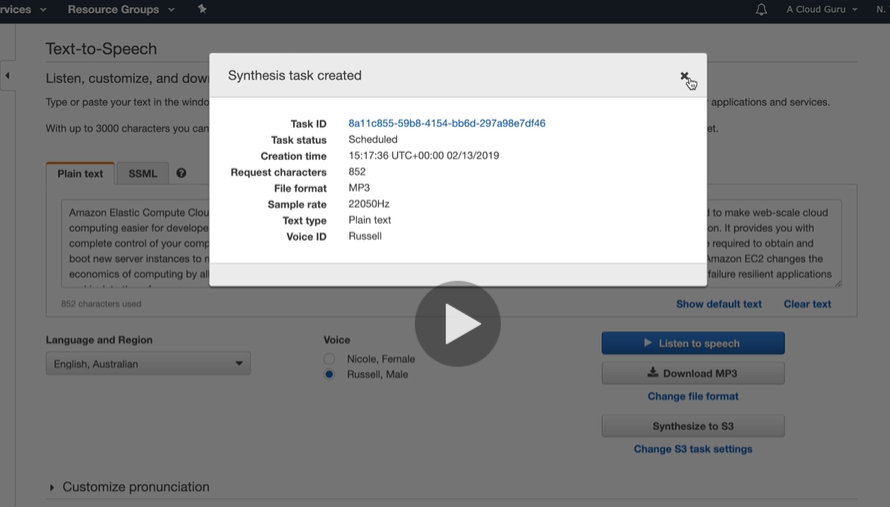 rvices Resource Groups A Cloud Guru N.
Text-to-Speech
Listen, customize, and dow
Synthesis task created
Type or paste your text in the windo applications and services.
With up to 3000 characters you can et.
Task ID 8a11c855-59b8-4154-bb6d-297a98e7df46
Task status Scheduled
Creation time 15:17:36 UTC+00:00 02/13/2019
Request characters 852
File format MP3
Sample rate 22050Hz
Text type Plain text
Voice ID Russell
Plain text SSML ?
Amazon Elastic Compute Clou to make web-scale cloud
computing easier for develope on. It provides you with
complete control of your comp required to obtain and
boot new server instances to Amazon EC2 changes the
economics of computing by al failure resilient applications
852 characters used Show default text Clear text
Language and Region Voice
English, Australian
Nicole, Female
Russell, Male
Listen to speech
Download MP3
Change file format
Synthesize to S3
Change S3 task settings
Customize pronunciation